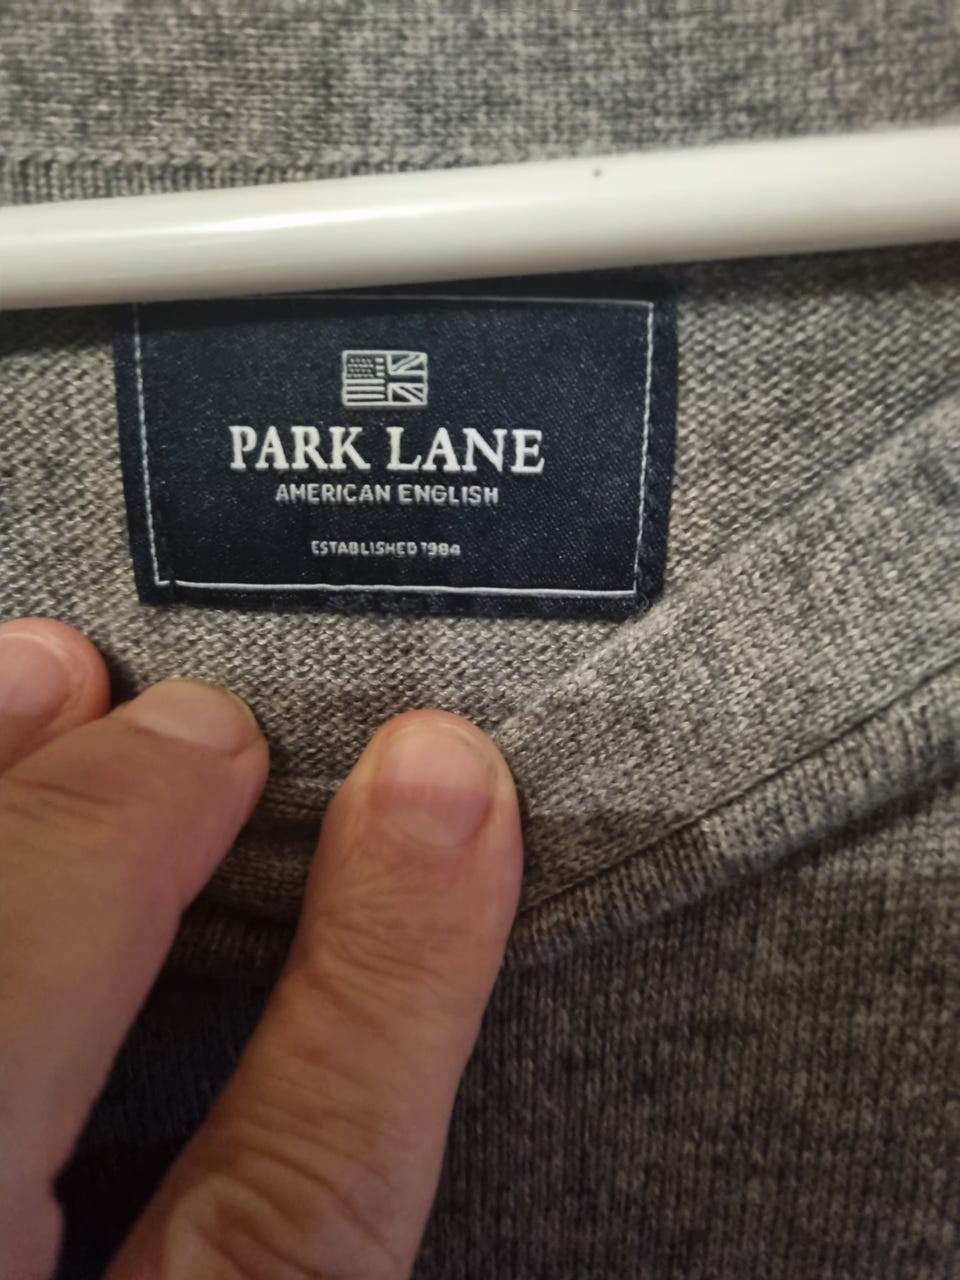 PARK LANE
AMERICAN ENGLISH
ESTABLISHED 1984